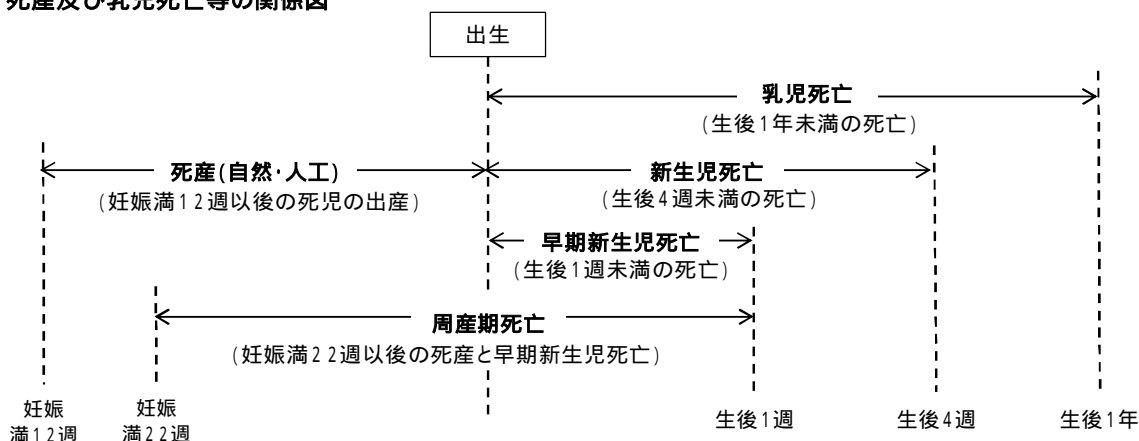 死産及び乳児死亡等の関係図
出生
乳児死亡
(生後1年未満の死亡)
死産(自然･人工)
(妊娠満12週以後の死児の出産)
新生児死亡
(生後4週未満の死亡)
早期新生児死亡
(生後1週未満の死亡)
周産期死亡
(妊娠満22週以後の死産と早期新生児死亡)
妊娠
満12週
妊娠
満22週
生後1週
生後4週
生後1年